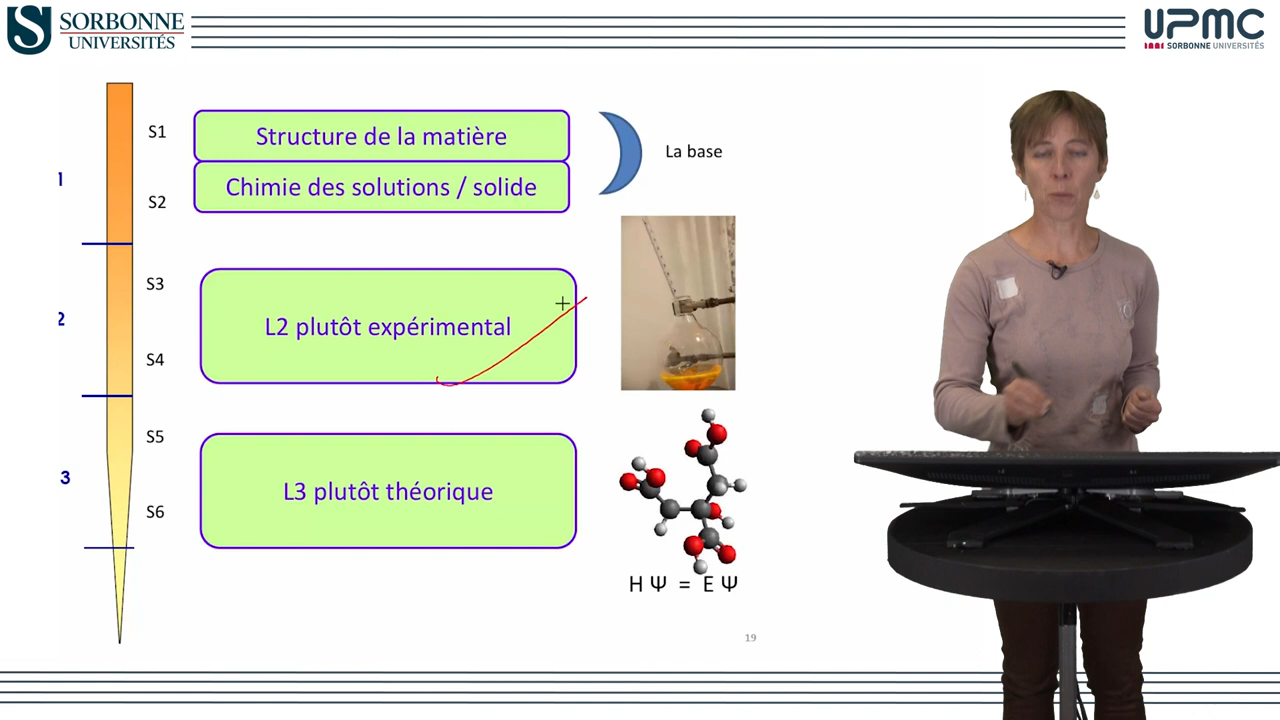 SORBONNE
UNIVERSITÉS
UPMC
SORBONNE UNIVERSITÉS
1
S1
Structure de la matière
La base
S2
Chimie des solutions / solide
2
S3
L2 plutôt expérimental
S4
3
S5
L3 plutôt théorique
S6
H Ψ = E Ψ
19